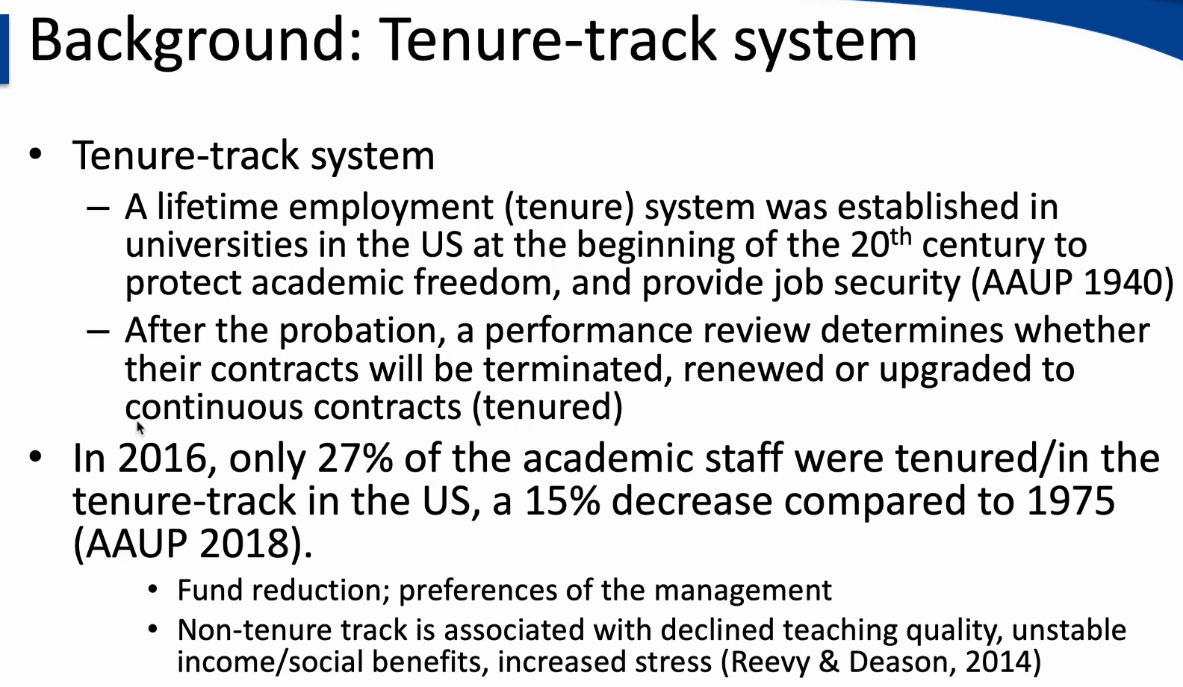 Background: Tenure-track system
• Tenure-track system
– A lifetime employment (tenure) system was established in
universities in the US at the beginning of the 20th century to
protect academic freedom, and provide job security (AAUP 1940)
– After the probation, a performance review determines whether
their contracts will be terminated, renewed or upgraded to
continuous contracts (tenured)
• In 2016, only 27% of the academic staff were tenured/in the
tenure-track in the US, a 15% decrease compared to 1975
(AAUP 2018).
• Fund reduction; preferences of the management
• Non-tenure track is associated with declined teaching quality, unstable
income/social benefits, increased stress (Reevy & Deason, 2014)